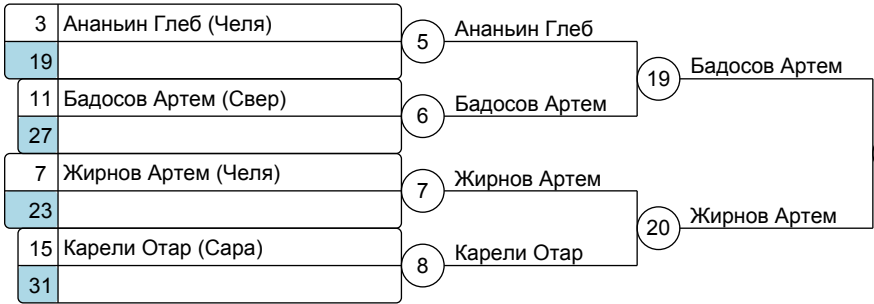 3 Ананьин Глеб (Челя)
19
5 Ананьин Глеб
11 Бадосов Артем (Свер)
27
6 Бадосов Артем
19 Бадосов Артем
7 Жирнов Артем (Челя)
23
7 Жирнов Артем
15 Карели Отар (Сара)
31
8 Карели Отар
20 Жирнов Артем